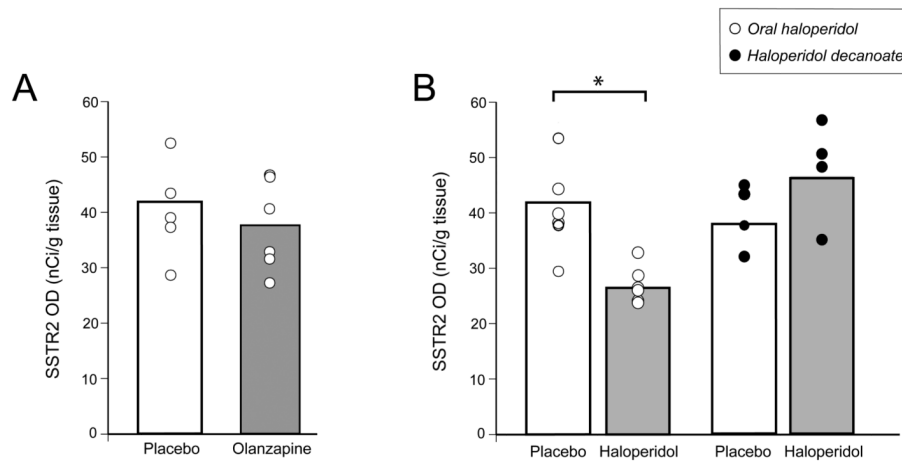 Oral haloperidol
Haloperidol decanoate
A
SSTR2 OD (nCi/g tissue)
60
50
40
30
20
10
0
Placebo Olanzapine
B
*
SSTR2 OD (nCi/g tissue)
60
50
40
30
20
10
0
Placebo Haloperidol Placebo Haloperidol